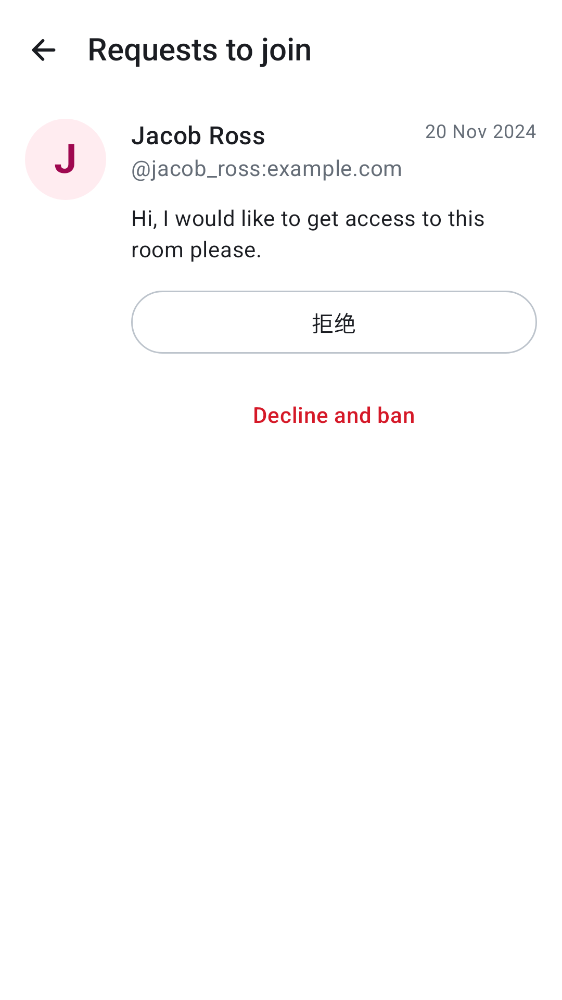 Requests to join
J
Jacob Ross
20 Nov 2024
@jacob_ross:example.com
Hi, I would like to get access to this
room please.
拒绝
Decline and ban